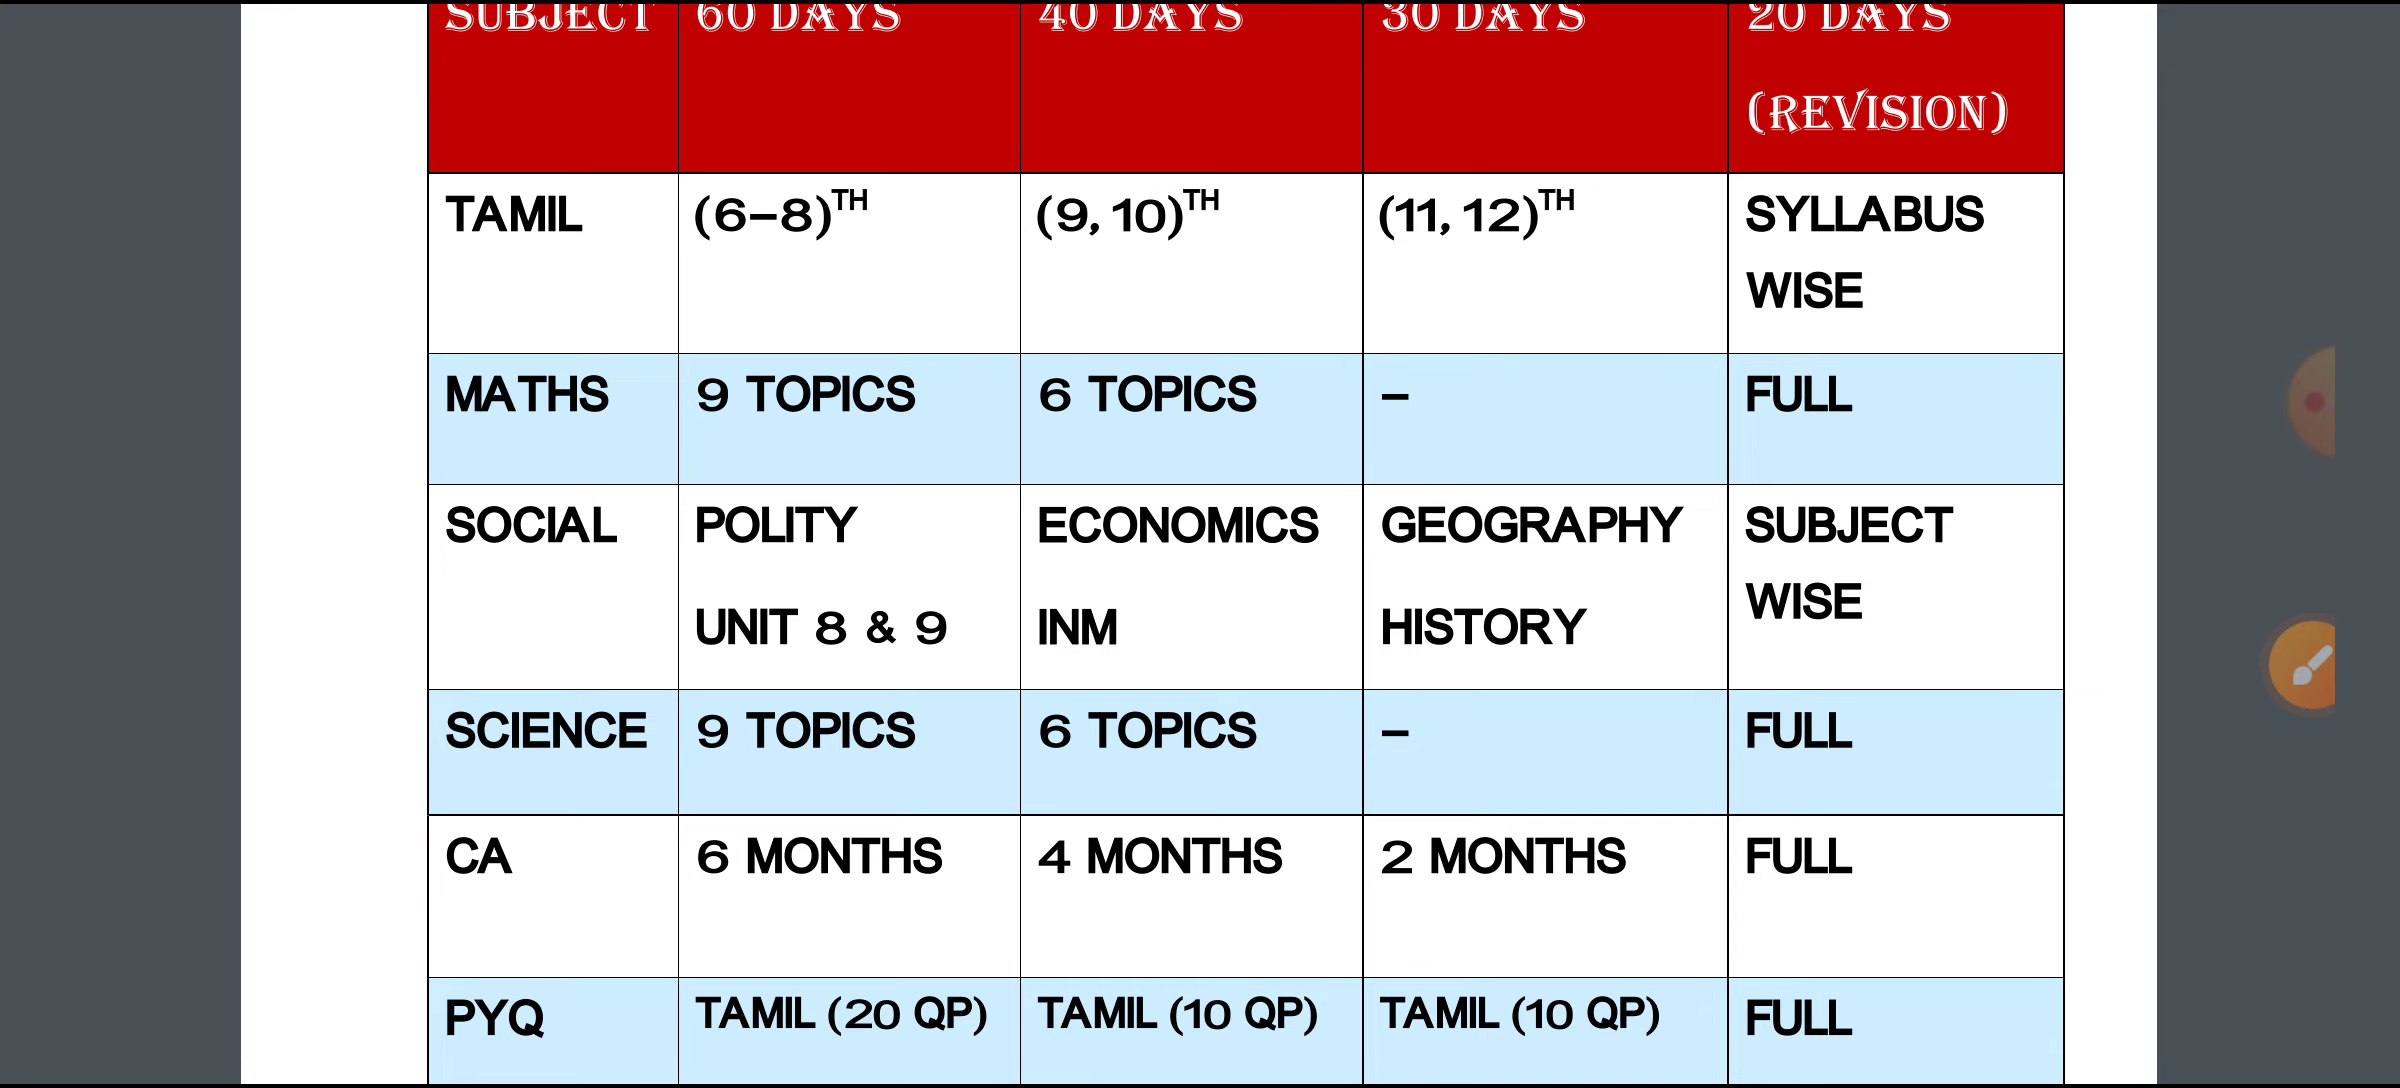 SUBJECT 60 DAYS 40 DAYS 30 DAYS 20 DAYS
(REVISION)
TAMIL (6–8)TH (9, 10)TH (11, 12)TH SYLLABUS
WISE
MATHS 9 TOPICS 6 TOPICS – FULL
SOCIAL POLITY ECONOMICS GEOGRAPHY SUBJECT
WISE
UNIT 8 & 9 INM HISTORY
SCIENCE 9 TOPICS 6 TOPICS – FULL
CA 6 MONTHS 4 MONTHS 2 MONTHS FULL
PYQ TAMIL (20 QP) TAMIL (10 QP) TAMIL (10 QP) FULL